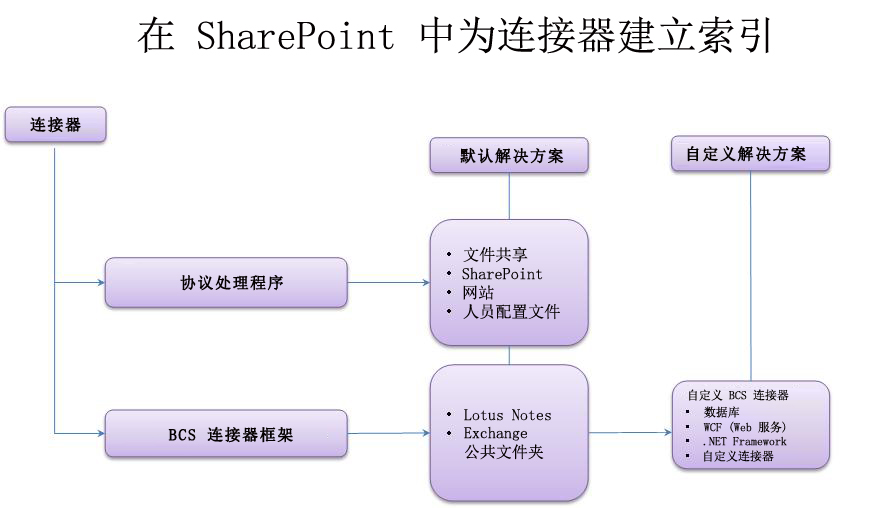 在 SharePoint 中为连接器建立索引
连接器
默认解决方案
自定义解决方案
协议处理程序
• 文件共享
• SharePoint
• 网站
• 人员配置文件
BCS 连接器框架
• Lotus Notes
• Exchange
公共文件夹
自定义 BCS 连接器
• 数据库
• WCF (Web 服务)
• .NET Framework
• 自定义连接器